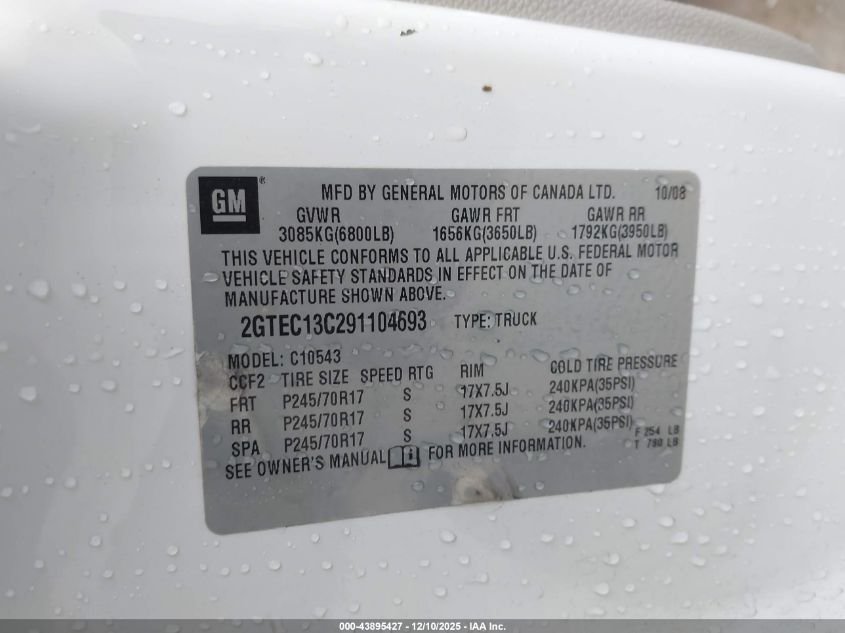 GM ® MFD BY GENERAL MOTORS OF CANADA LTD. 10/08
GVWR GAWR FRT GAWR RR
3085KG(6800LB) 1656KG(3650LB) 1792KG(3950LB)
THIS VEHICLE CONFORMS TO ALL APPLICABLE U.S. FEDERAL MOTOR
VEHICLE SAFETY STANDARDS IN EFFECT ON THE DATE OF
MANUFACTURE SHOWN ABOVE.
2GTEC13C291104693 TYPE: TRUCK
MODEL: C10543
CCF2 TIRE SIZE SPEED RTG RIM COLD TIRE PRESSURE
FRT P245/70R17 S 17X7.5J 240KPA(35PSI)
RR P245/70R17 S 17X7.5J 240KPA(35PSI)
SPA P245/70R17 S 17X7.5J 240KPA(35PSI)
SEE OWNER'S MANUAL FOR MORE INFORMATION.
F 254 LB
T 780 LB
000-43895427 - 12/10/2025 - IAA Inc.